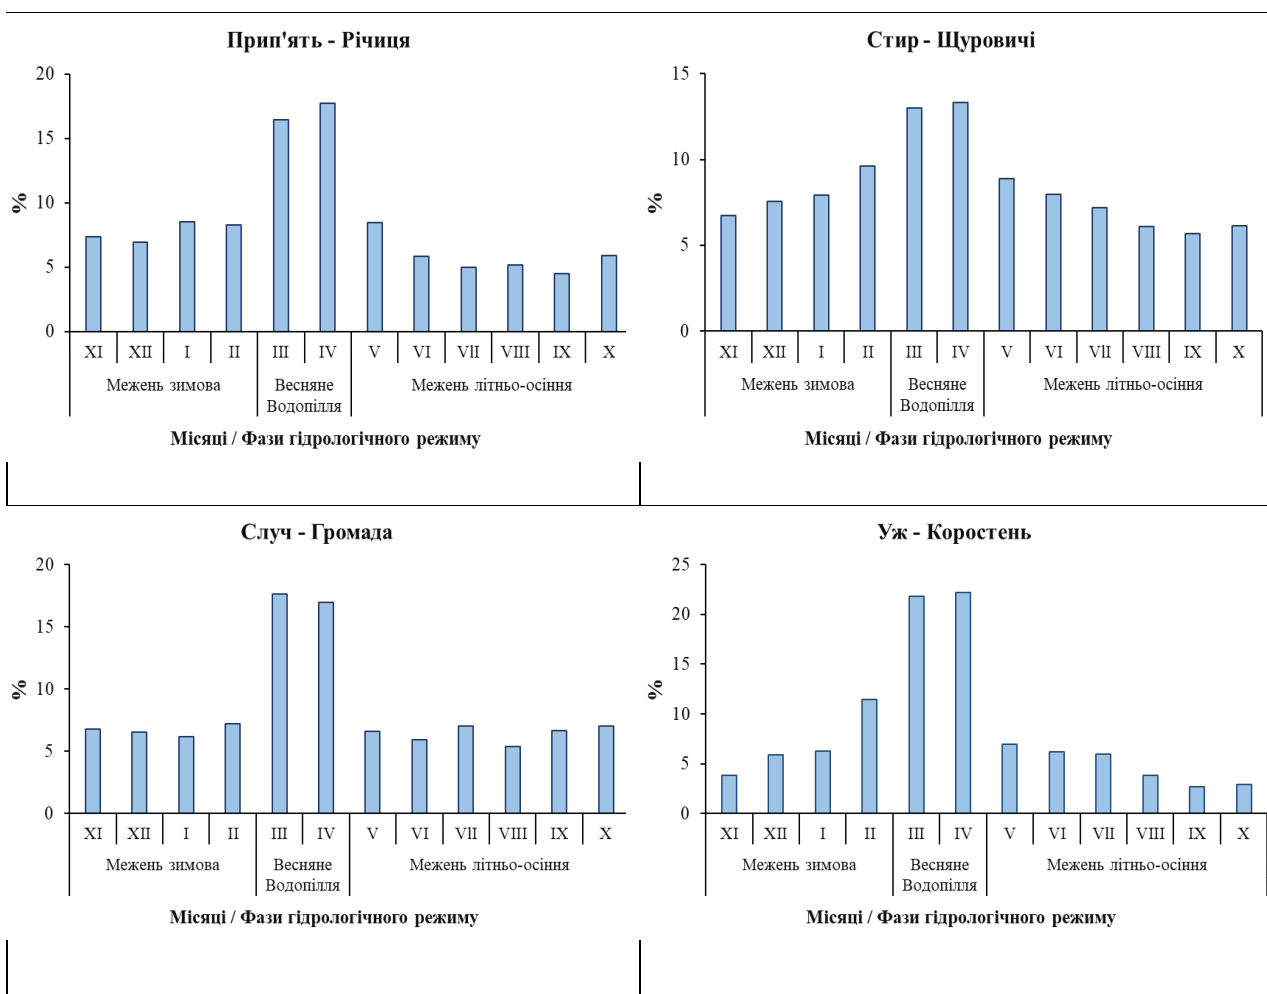 Прип'ять - Річиця
20
15
10
5
0
%
XI XII I II III IV V VI VII VIII IX X
Межень зимова Весняне Водопілля Межень літньо-осіння
Місяці / Фази гідрологічного режиму
Стир - Щуровичі
15
10
5
0
%
XI XII I II III IV V VI VII VIII IX X
Межень зимова Весняне Водопілля Межень літньо-осіння
Місяці / Фази гідрологічного режиму
Случ - Громада
20
15
10
5
0
%
XI XII I II III IV V VI VII VIII IX X
Межень зимова Весняне Водопілля Межень літньо-осіння
Місяці / Фази гідрологічного режиму
Уж - Коростень
25
20
15
10
5
0
%
XI XII I II III IV V VI VII VIII IX X
Межень зимова Весняне Водопілля Межень літньо-осіння
Місяці / Фази гідрологічного режиму